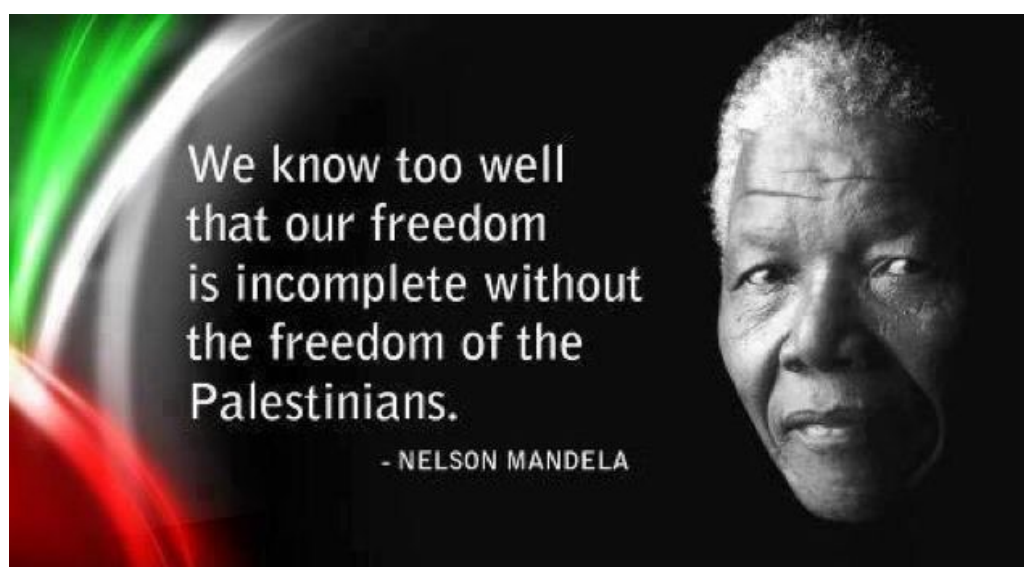 We know too well
that our freedom
is incomplete without
the freedom of the
Palestinians.
- NELSON MANDELA